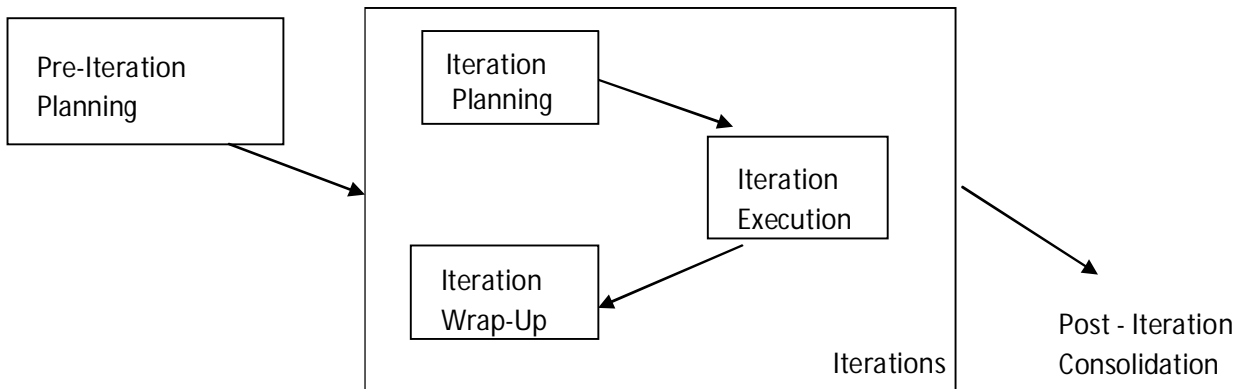 Pre-Iteration
Planning
Iteration
Planning
Iteration
Execution
Iteration
Wrap-Up
Iterations
Post - Iteration
Consolidation